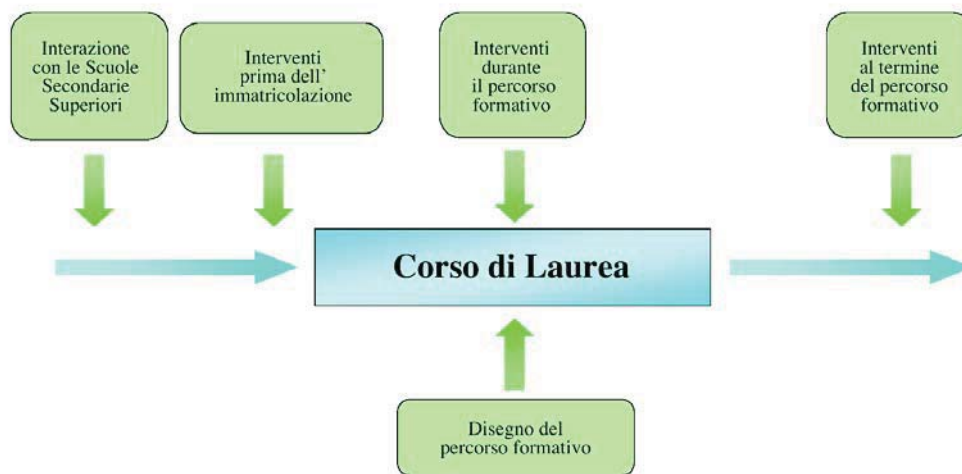 Interazione
con le Scuole
Secondarie
Superiori
Interventi
prima dell'
immatricolazione
Interventi
durante
il percorso
formativo
Interventi
al termine
del percorso
formativo
Corso di Laurea
Disegno del
percorso formativo